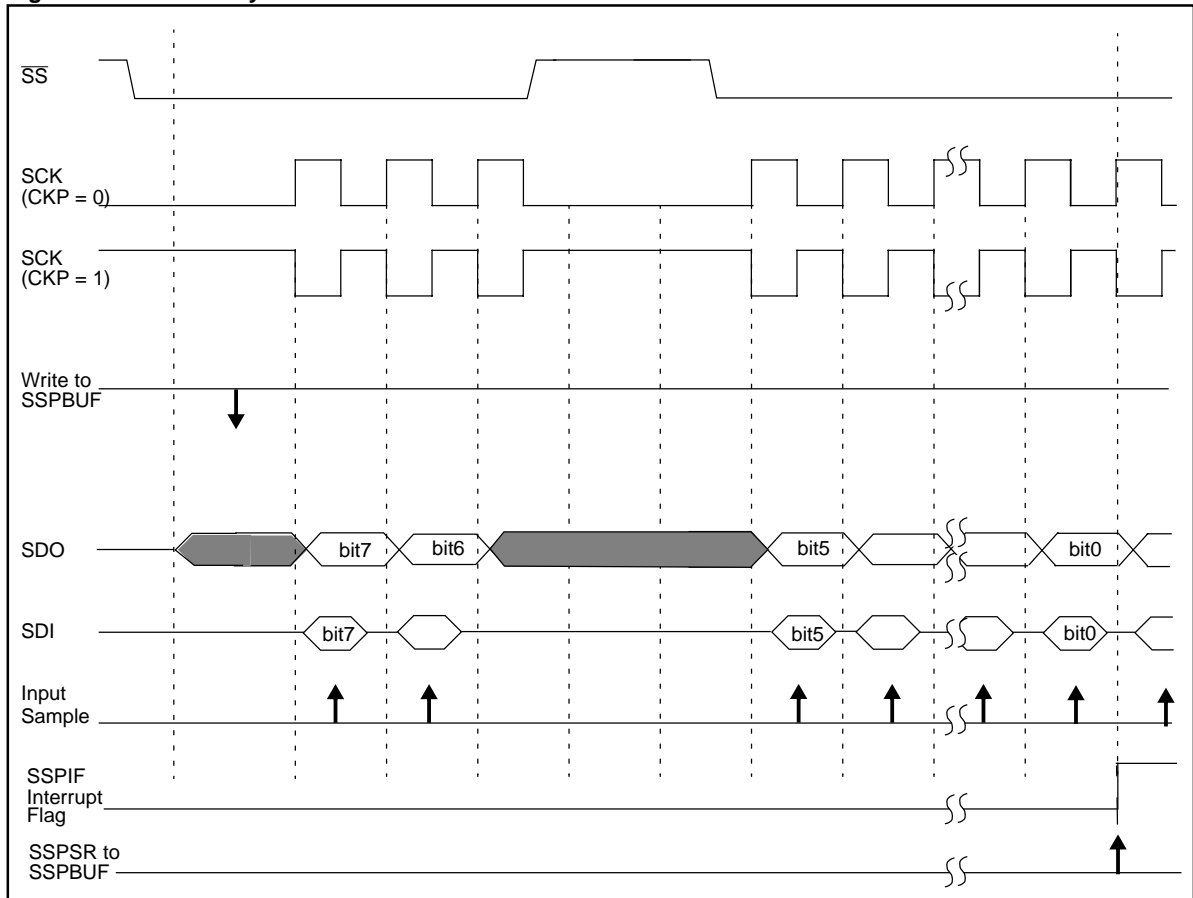 SS
SCK
(CKP = 0)
SCK
(CKP = 1)
Write to
SSPBUF
SDO
bit7
bit6
bit5
bit0
SDI
bit7
bit5
bit0
Input
Sample
SSPIF
Interrupt
Flag
SSPSR to
SSPBUF